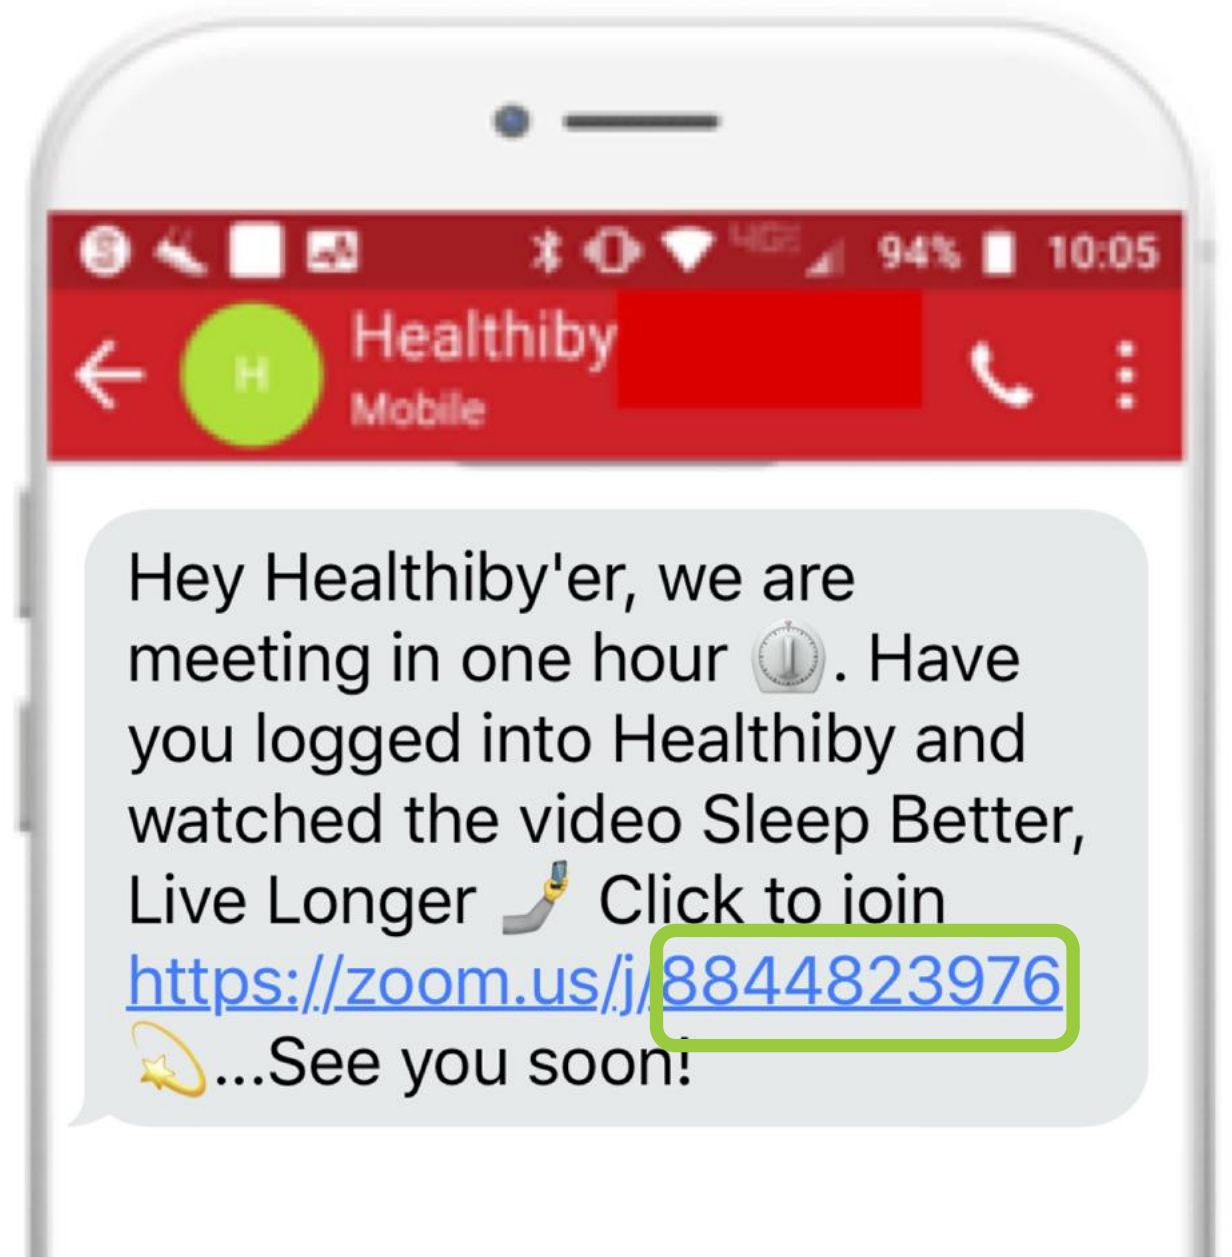 94% 10:05
Healthiby
H
Mobile
Hey Healthiby'er, we are
meeting in one hour . Have
you logged into Healthiby and
watched the video Sleep Better,
Live Longer 🤳 Click to join
https://zoom.us/j/8844823976
💫...See you soon!